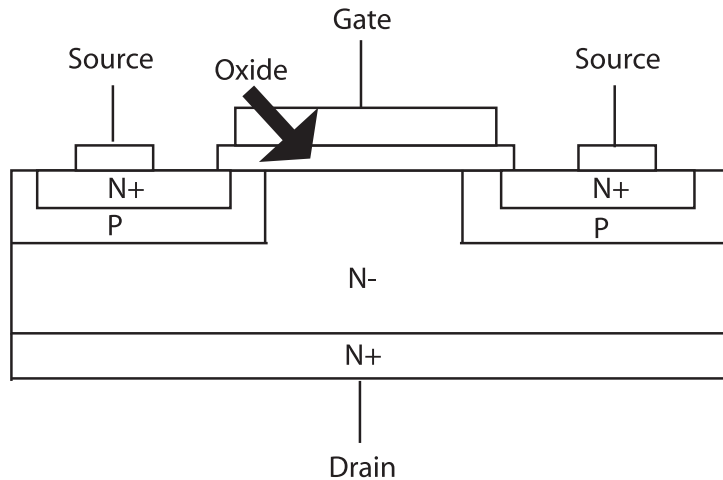 Gate
Source
Oxide
Source
N+
N+
P
P
N-
N+
Drain